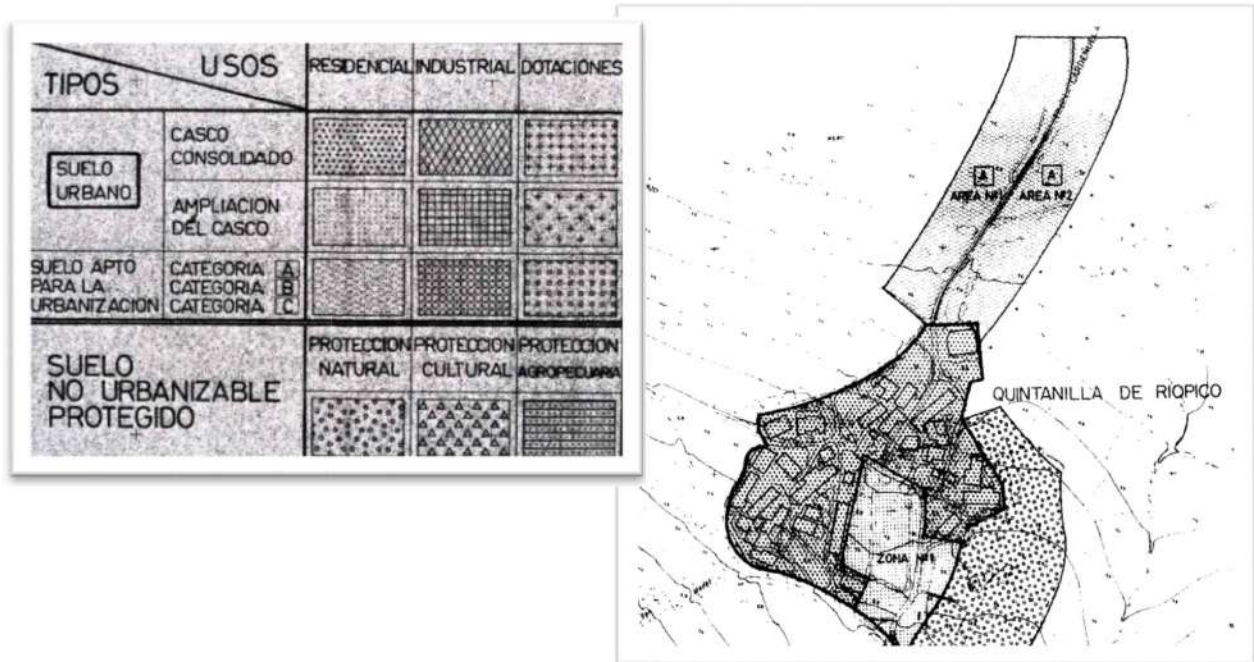 USOS
TIPOS
RESIDENCIAL
INDUSTRIAL
DOTACIONES
SUELO
URBANO
CASCO
CONSOLIDADO
AMPLIACION
DEL CASCO
SUELO APTO
PARA LA
URBANIZACION
CATEGORIA A
CATEGORIA B
CATEGORIA C
SUELO
NO URBANIZABLE
PROTEGIDO
PROTECCION
NATURAL
PROTECCION
CULTURAL
PROTECCION
AGROPECUARIA
A
AREA Nº1
A
AREA Nº2
QUINTANILLA DE RIOPICO
ZONA Nº1